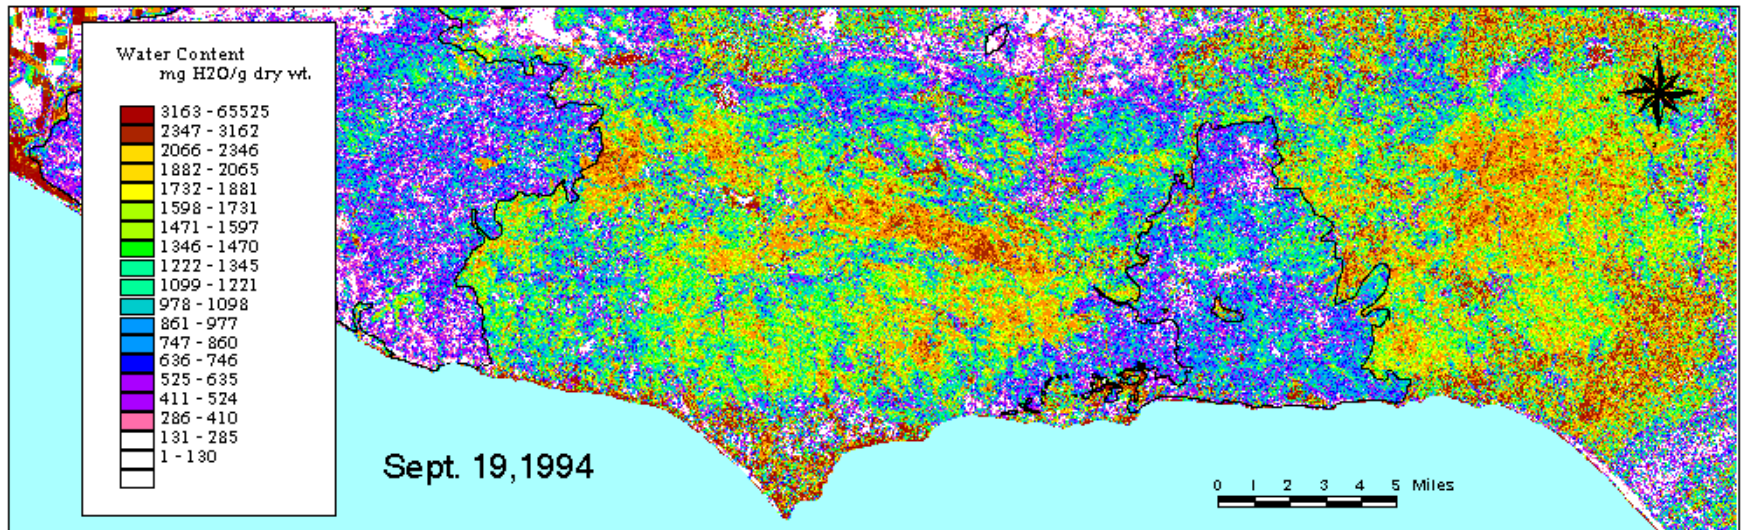 Water Content
mg H2O/g dry wt.
3163 - 65525
2347 - 3162
2066 - 2346
1882 - 2065
1732 - 1881
1598 - 1731
1471 - 1597
1346 - 1470
1222 - 1345
1099 - 1221
978 - 1098
861 - 977
747 - 860
636 - 746
525 - 635
411 - 524
286 - 410
131 - 285
1 - 130
Sept. 19,1994
0 1 2 3 4 5 Miles